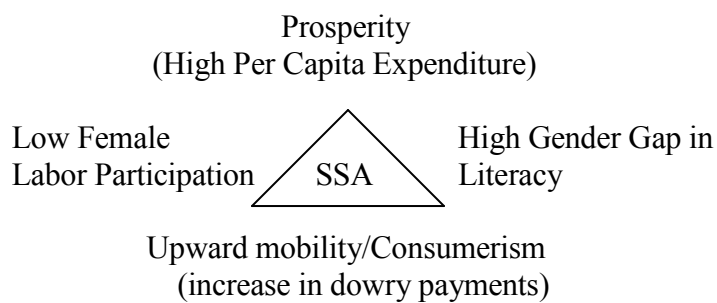 Prosperity
(High Per Capita Expenditure)
Low Female
Labor Participation
SSA
High Gender Gap in
Literacy
Upward mobility/Consumerism
(increase in dowry payments)